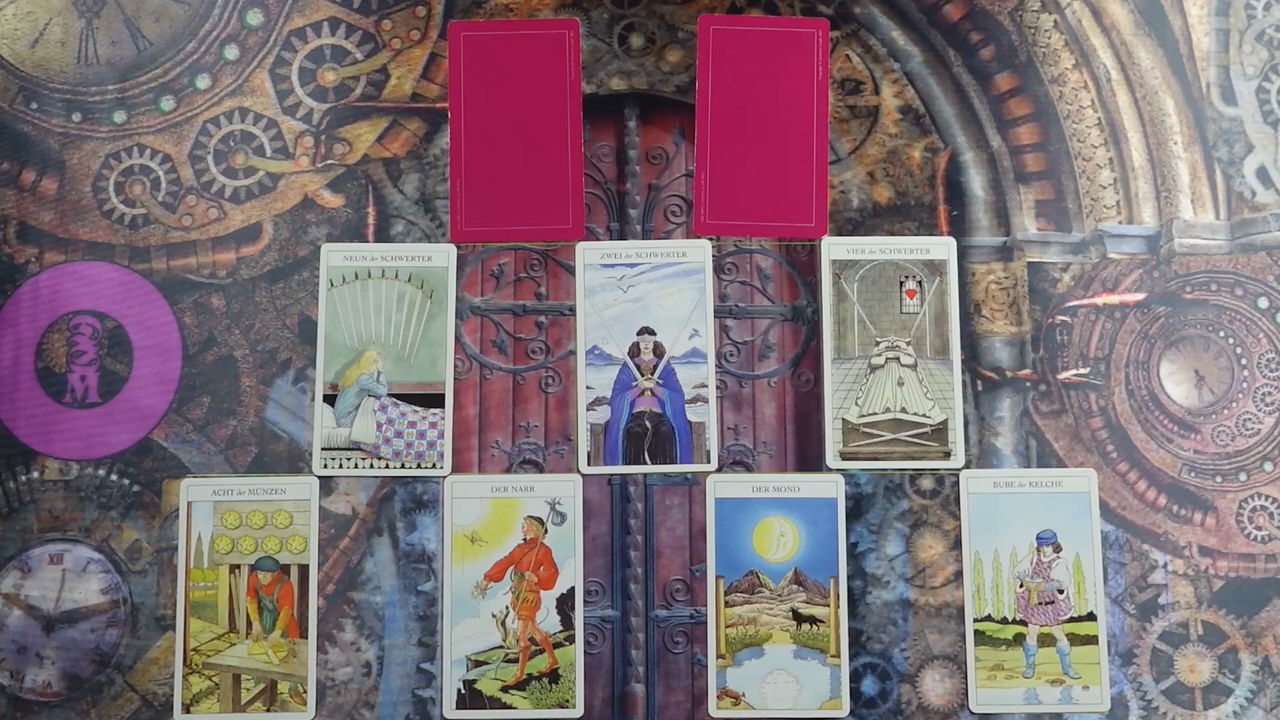 NEUN der SCHWERTER
ZWEI der SCHWERTER
VIER der SCHWERTER
ACHT der MÜNZEN
DER NARR
DER MOND
BUBE der KELCHE
XII